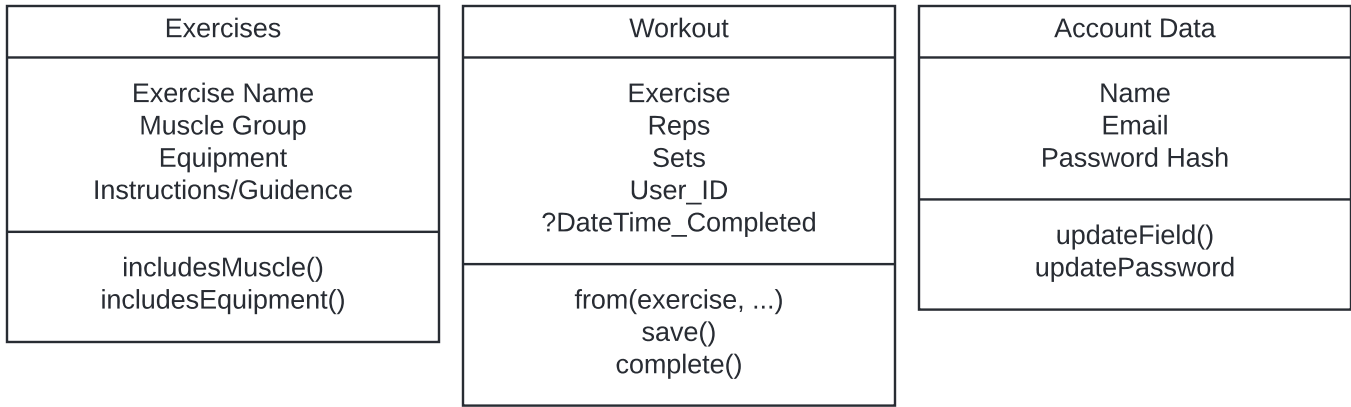 Exercises
Exercise Name
Muscle Group
Equipment
Instructions/Guidence
includesMuscle()
includesEquipment()
Workout
Exercise
Reps
Sets
User_ID
?DateTime_Completed
from(exercise, ...)
save()
complete()
Account Data
Name
Email
Password Hash
updateField()
updatePassword